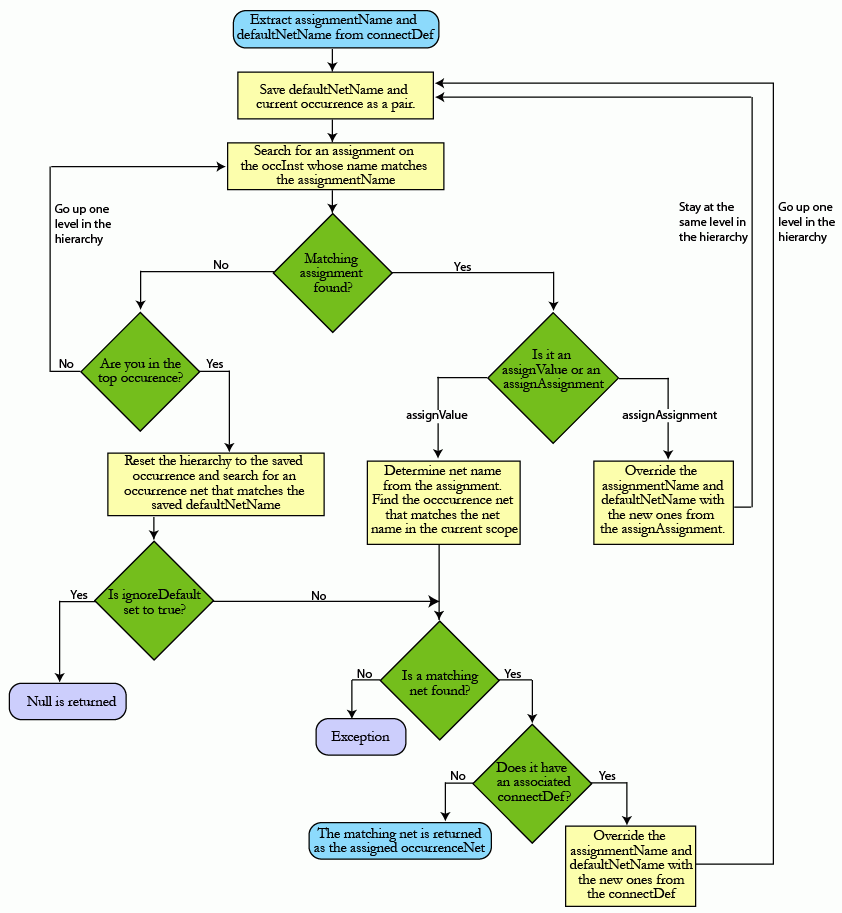 Extract assignmentName and
defaultNetName from connectDef
Save defaultNetName and
current occurrence as a pair.
Search for an assignment on
the occInst whose name matches
the assignmentName
Go up one
level in the
hierarchy
Stay at the
same level in
the hierarchy
Go up one
level in the
hierarchy
Matching
assignment
found?
No
Yes
Are you in the
top occurence?
No
Yes
Is it an
assignValue or an
assignAssignment
assignValue
assignAssignment
Reset the hierarchy to the saved
occurrence and search for an
occurrence net that matches the
saved defaultNetName
Determine net name
from the assignment.
Find the occcurrence net
that matches the net
name in the current scope
Override the
assignmentName and
defaultNetName with
the new ones from
the assignAssignment.
Is ignoreDefault
set to true?
Yes
No
Null is returned
Is a matching
net found?
No
Yes
Exception
Does it have
an associated
connectDef?
No
Yes
The matching net is returned
as the assigned occurrenceNet
Override the
assignmentName and
defaultNetName with
the new ones from
the connectDef